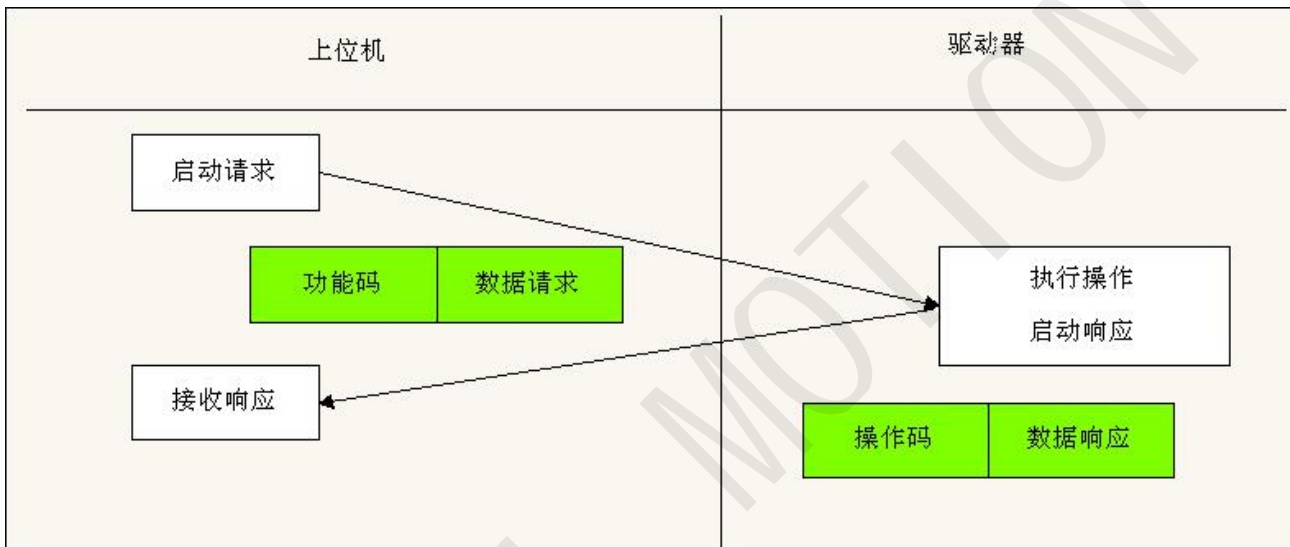 上位机
驱动器
启动请求
功能码 数据请求
执行操作
启动响应
接收响应
操作码 数据响应
MOTION